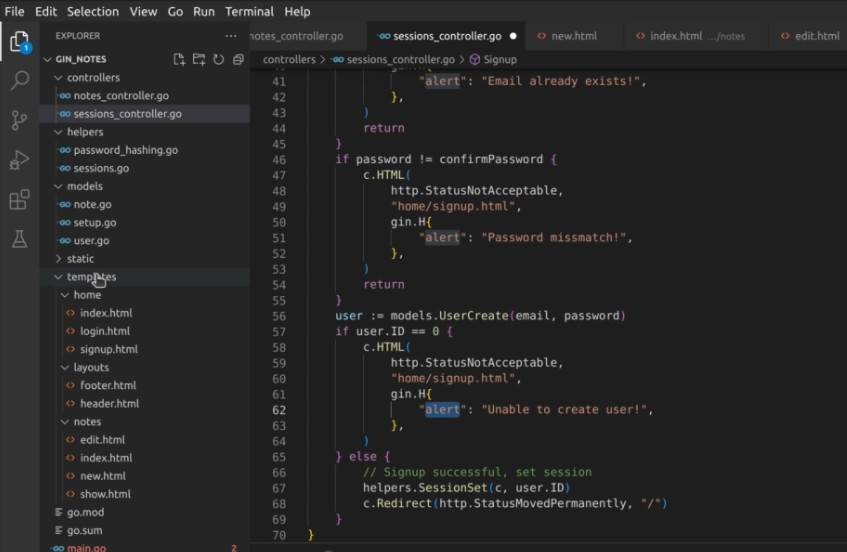 File Edit Selection View Go Run Terminal Help
EXPLORER ...
notes_controller.go sessions_controller.go new.html index.html .../notes edit.html
GIN_NOTES
controllers > sessions_controller.go > Signup
controllers
notes_controller.go
sessions_controller.go
helpers
password_hashing.go
sessions.go
models
note.go
setup.go
user.go
static
templates
home
index.html
login.html
signup.html
layouts
footer.html
header.html
notes
edit.html
index.html
new.html
show.html
go.mod
go.sum
main.go 2
1
41 "alert": "Email already exists!",
42 },
43 )
44 return
45 }
46 if password != confirmPassword {
47 c.HTML(
48 http.StatusNotAcceptable,
49 "home/signup.html",
50 gin.H{
51 "alert": "Password missmatch!",
52 },
53 )
54 return
55 }
56 user := models.UserCreate(email, password)
57 if user.ID == 0 {
58 c.HTML(
59 http.StatusNotAcceptable,
60 "home/signup.html",
61 gin.H{
62 "alert": "Unable to create user!",
63 },
64 )
65 } else {
66 // Signup successful, set session
67 helpers.SessionSet(c, user.ID)
68 c.Redirect(http.StatusMovedPermanently, "/")
69 }
70 }